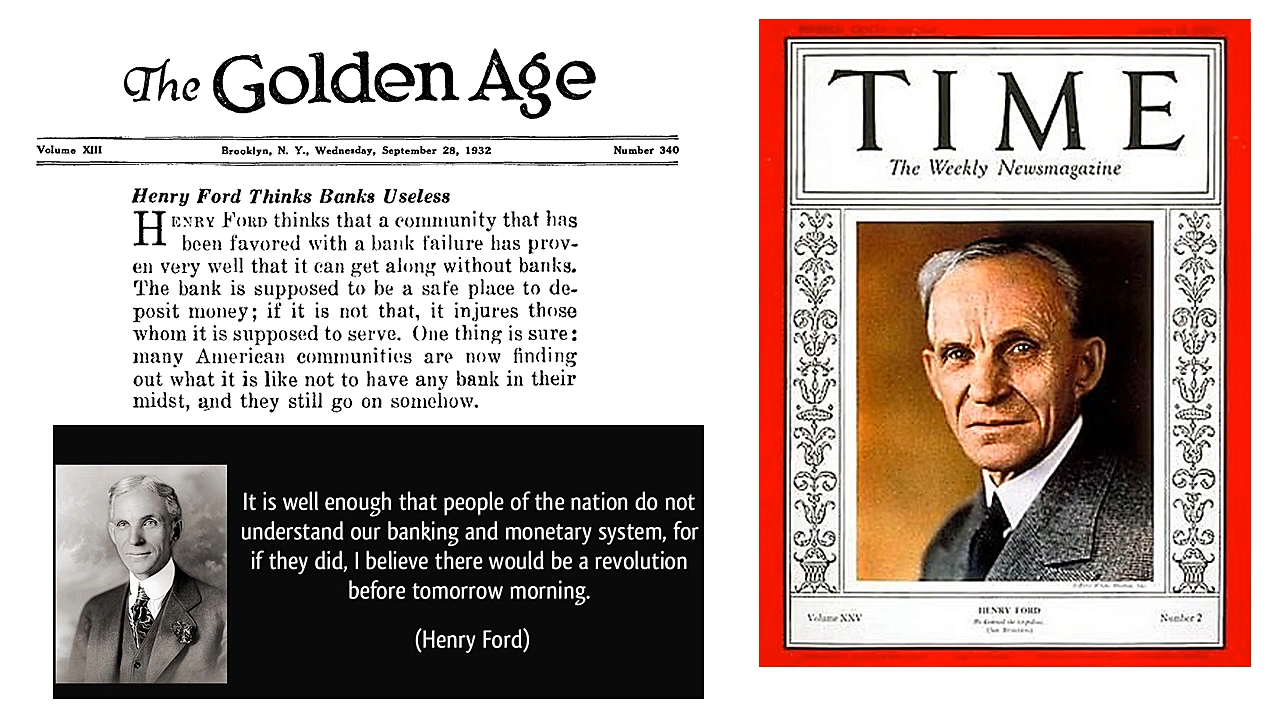 The Golden Age
Volume XIII Brooklyn, N. Y., Wednesday, September 28, 1932 Number 340
Henry Ford Thinks Banks Useless
HENRY FORD thinks that a community that has
been favored with a bank failure has prov-
en very well that it can get along without banks.
The bank is supposed to be a safe place to de-
posit money; if it is not that, it injures those
whom it is supposed to serve. One thing is sure:
many American communities are now finding
out what it is like not to have any bank in their
midst, and they still go on somehow.
It is well enough that people of the nation do not
understand our banking and monetary system, for
if they did, I believe there would be a revolution
before tomorrow morning.
(Henry Ford)
TIME
The Weekly Newsmagazine
Volume XXV
HENRY FORD
Number 2